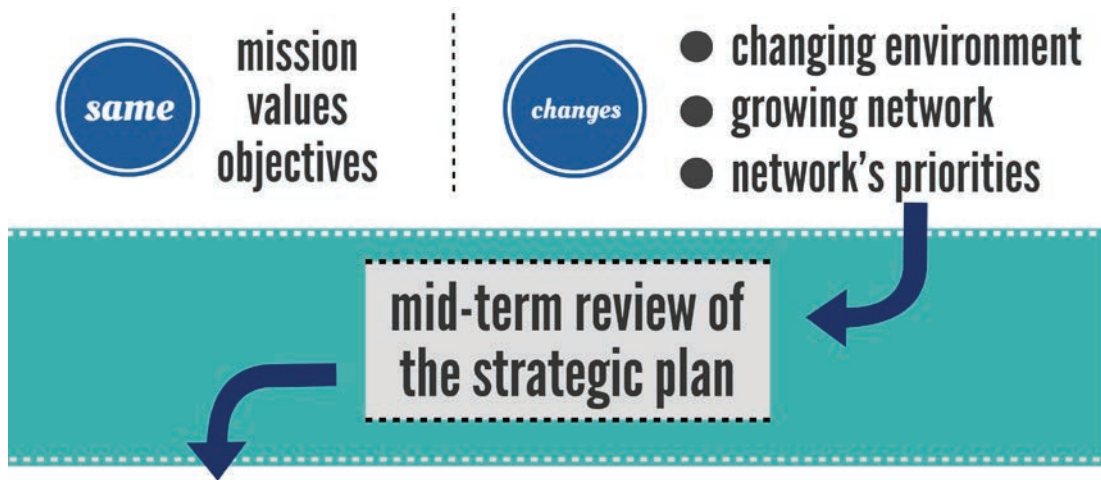 same
mission
values
objectives
changes
changing environment
growing network
network's priorities
mid-term review of
the strategic plan